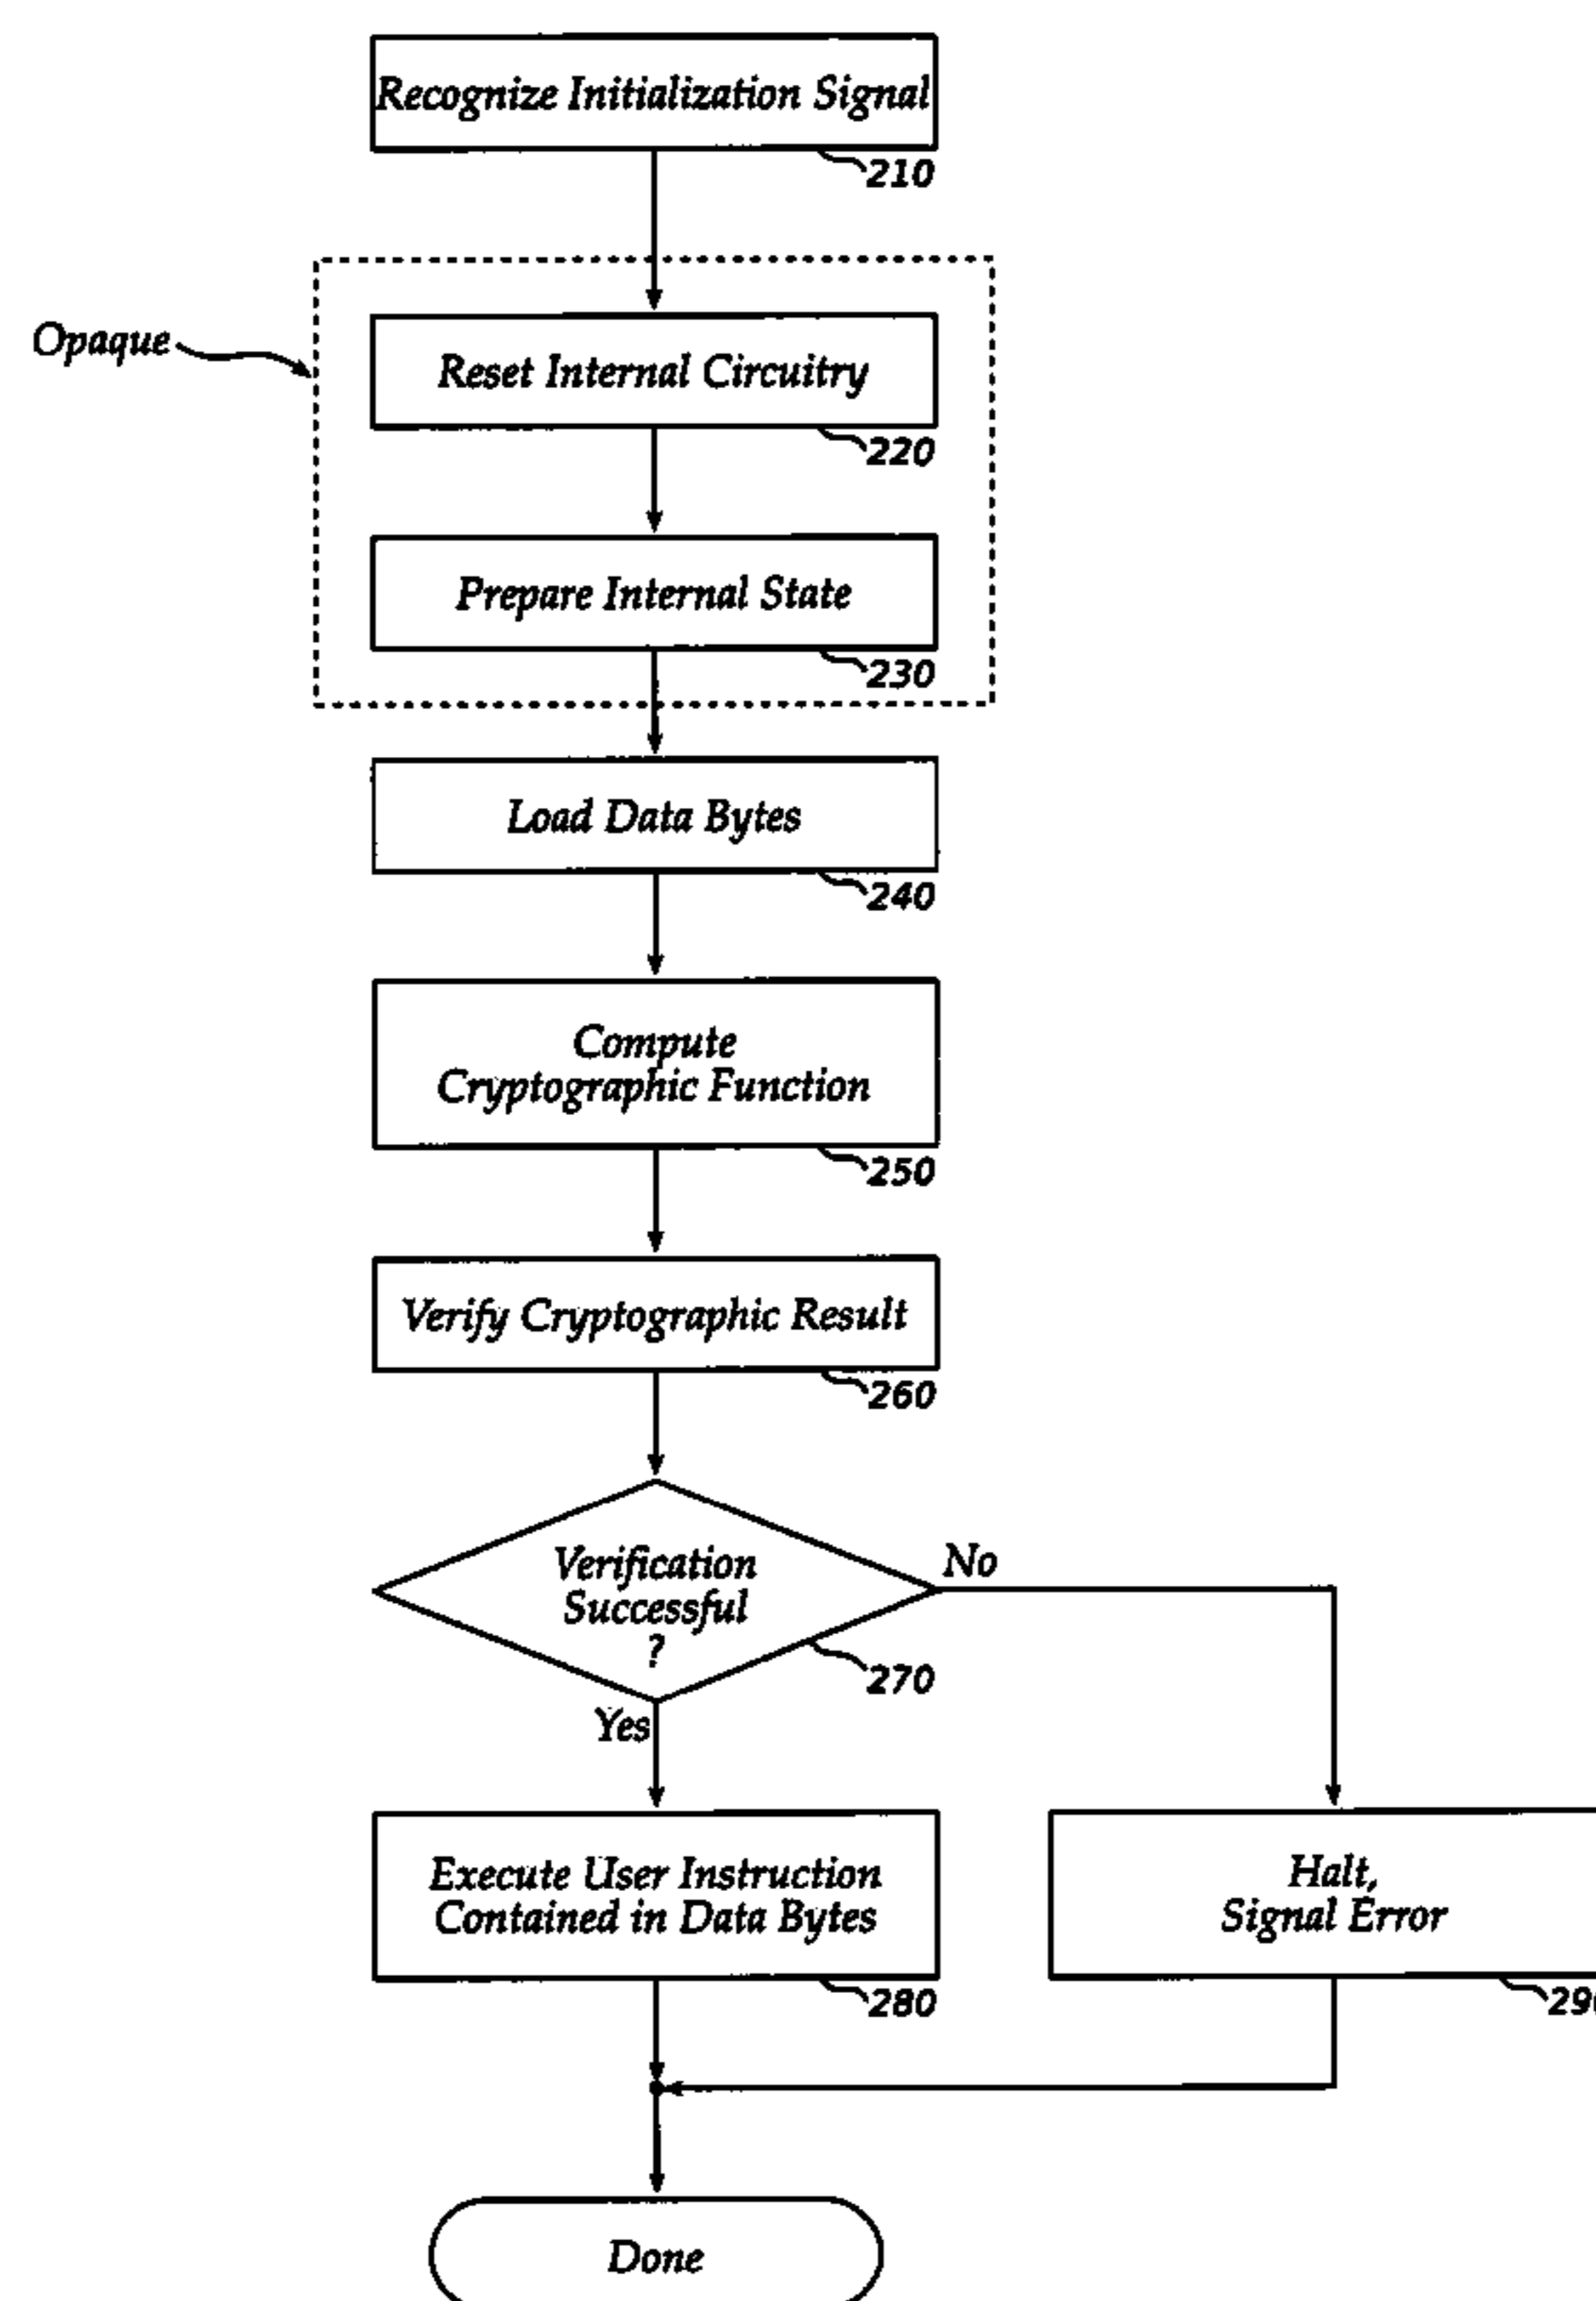 Recognize Initialization Signal
210
Opaque
Reset Internal Circuitry
220
Prepare Internal State
230
Load Data Bytes
240
Compute
Cryptographic Function
250
Verify Cryptographic Result
260
Verification
Successful
?
270
No
Yes
Execute User Instruction
Contained in Data Bytes
280
Halt,
Signal Error
Done